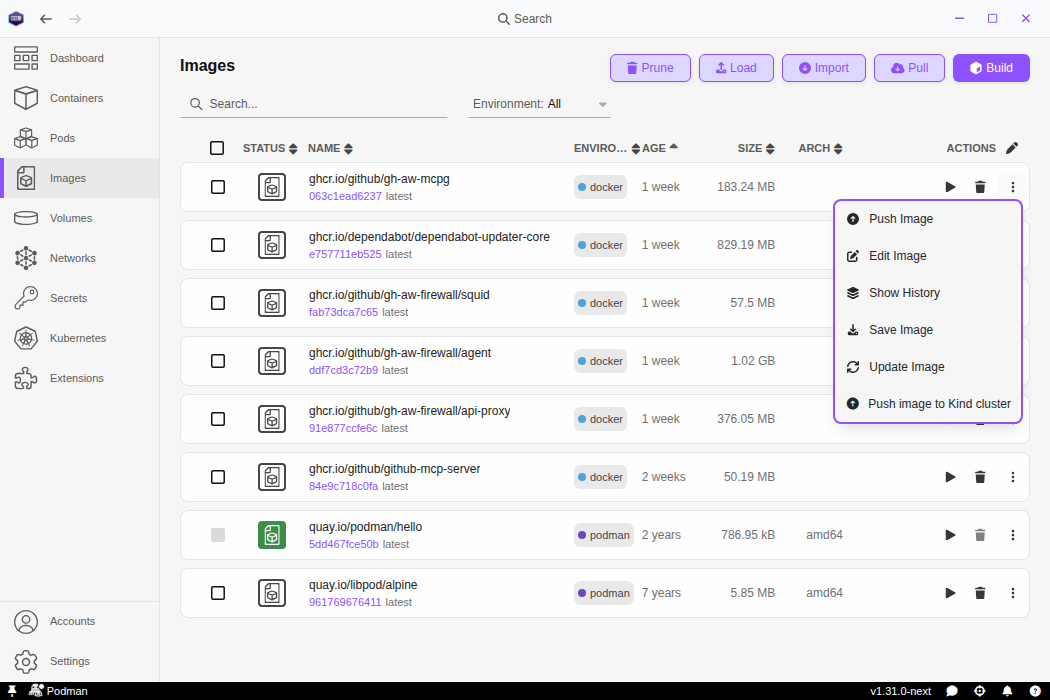 Search
Dashboard
Containers
Pods
Images
Volumes
Networks
Secrets
Kubernetes
Extensions
Accounts
Settings
Images
Prune
Load
Import
Pull
Build
Search...
Environment: All
STATUS NAME ENVIRO... AGE SIZE ARCH ACTIONS
ghcr.io/github/gh-aw-mcpg
063c1ead6237 latest
docker 1 week 183.24 MB
ghcr.io/dependabot/dependabot-updater-core
e757711eb525 latest
docker 1 week 829.19 MB
ghcr.io/github/gh-aw-firewall/squid
fab73dca7c65 latest
docker 1 week 57.5 MB
ghcr.io/github/gh-aw-firewall/agent
ddf7cd3c72b9 latest
docker 1 week 1.02 GB
ghcr.io/github/gh-aw-firewall/api-proxy
91e877ccfe6c latest
docker 1 week 376.05 MB
ghcr.io/github/github-mcp-server
84e9c718c0fa latest
docker 2 weeks 50.19 MB
quay.io/podman/hello
5dd467fce50b latest
podman 2 years 786.95 kB amd64
quay.io/libpod/alpine
961769676411 latest
podman 7 years 5.85 MB amd64
Push Image
Edit Image
Show History
Save Image
Update Image
Push image to Kind cluster
Podman
v1.31.0-next